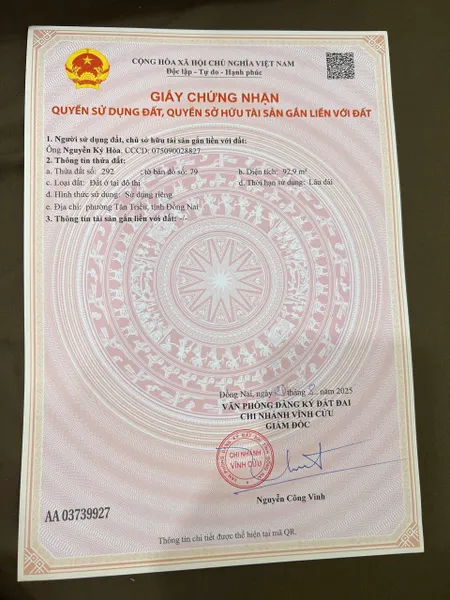 CỘNG HÒA XÃ HỘI CHỦ NGHĨA VIỆT NAM
Độc lập - Tự do - Hạnh phúc
GIẤY CHỨNG NHẬN
QUYỀN SỬ DỤNG ĐẤT, QUYỀN SỞ HỮU TÀI SẢN GẮN LIỀN VỚI ĐẤT
1. Người sử dụng đất, chủ sở hữu tài sản gắn liền với đất:
Ông Nguyễn Kỳ Hòa, CCCD: 075090028827
2. Thông tin thửa đất:
a. Thửa đất số: 292 ; tờ bản đồ số: 79 b. Diện tích: 92,9 m²
c. Loại đất: Đất ở tại đô thị d. Thời hạn sử dụng: Lâu dài
đ. Hình thức sử dụng: Sử dụng riêng
e. Địa chỉ: phường Tân Triều, tỉnh Đồng Nai
3. Thông tin tài sản gắn liền với đất: -/-
Đồng Nai, ngày tháng 8 năm 2025
VĂN PHÒNG ĐĂNG KÝ ĐẤT ĐAI
CHI NHÁNH VĨNH CỬU
GIÁM ĐỐC
CHI NHÁNH
VĨNH CỬU
Nguyễn Công Vinh
AA 03739927
Thông tin chi tiết được thể hiện tại mã QR.